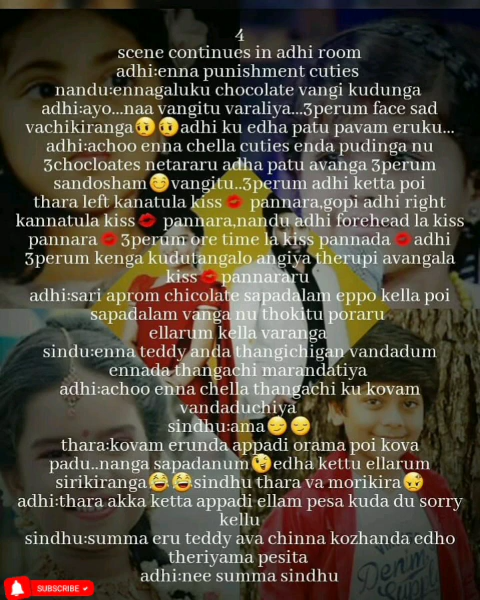 4
scene continues in adhi room
adhi:enna punishment cuties
nandu:ennagaluku chocolate vangi kudunga
adhi:ayo...naa vangitu varaliya...3perum face sad
vachikiranga🤨🤨adhi ku edha patu pavam eruku...
adhi:achoo enna chella cuties enda pudinga nu
3chocloates netararu adha patu avanga 3perum
sandosham☺️vangitu..3perum adhi ketta poi
thara left kanatula kiss💋 pannara,gopi adhi right
kannatula kiss💋 pannara,nandu adhi forehead la kiss
pannara💋3perum ore time la kiss pannada💋adhi
3perum kenga kudutangalo angiya therupi avangala
kiss💋pannararu
adhi:sari aprom chicolate sapadalam eppo kella poi
sapadalam vanga nu thokitu poraru
ellarum kella varanga
sindu:enna teddy anda thangichigan vandadum
ennada thangachi marandatiya
adhi:achoo enna chella thangachi ku kovam
vandaduchiya
sindhu:ama😏😏
thara:kovam erunda appadi orama poi kova
padu..nanga sapadanum😉edha kettu ellarum
sirikiranga😂😂sindhu thara va morikira😒
adhi:thara akka ketta appadi ellam pesa kuda du sorry
kellu
sindhu:summa eru teddy ava chinna kozhanda edho
theriyama pesita
adhi:nee summa sindhu
SUBSCRIBE